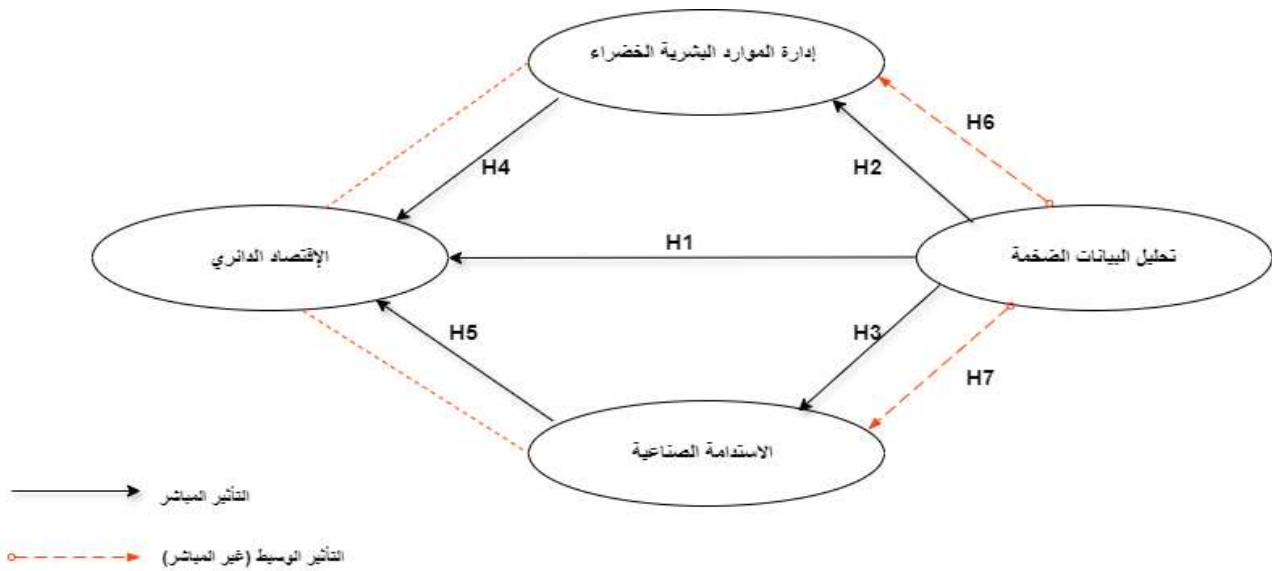 إدارة الموارد البشرية الخضراء
H6
H2
H4
H1
تحليل البيانات الضخمة
الإقتصاد الدائري
H3
H5
H7
الاستدامة الصناعية
التأثير المباشر
التأثير الوسيط (غير المباشر)